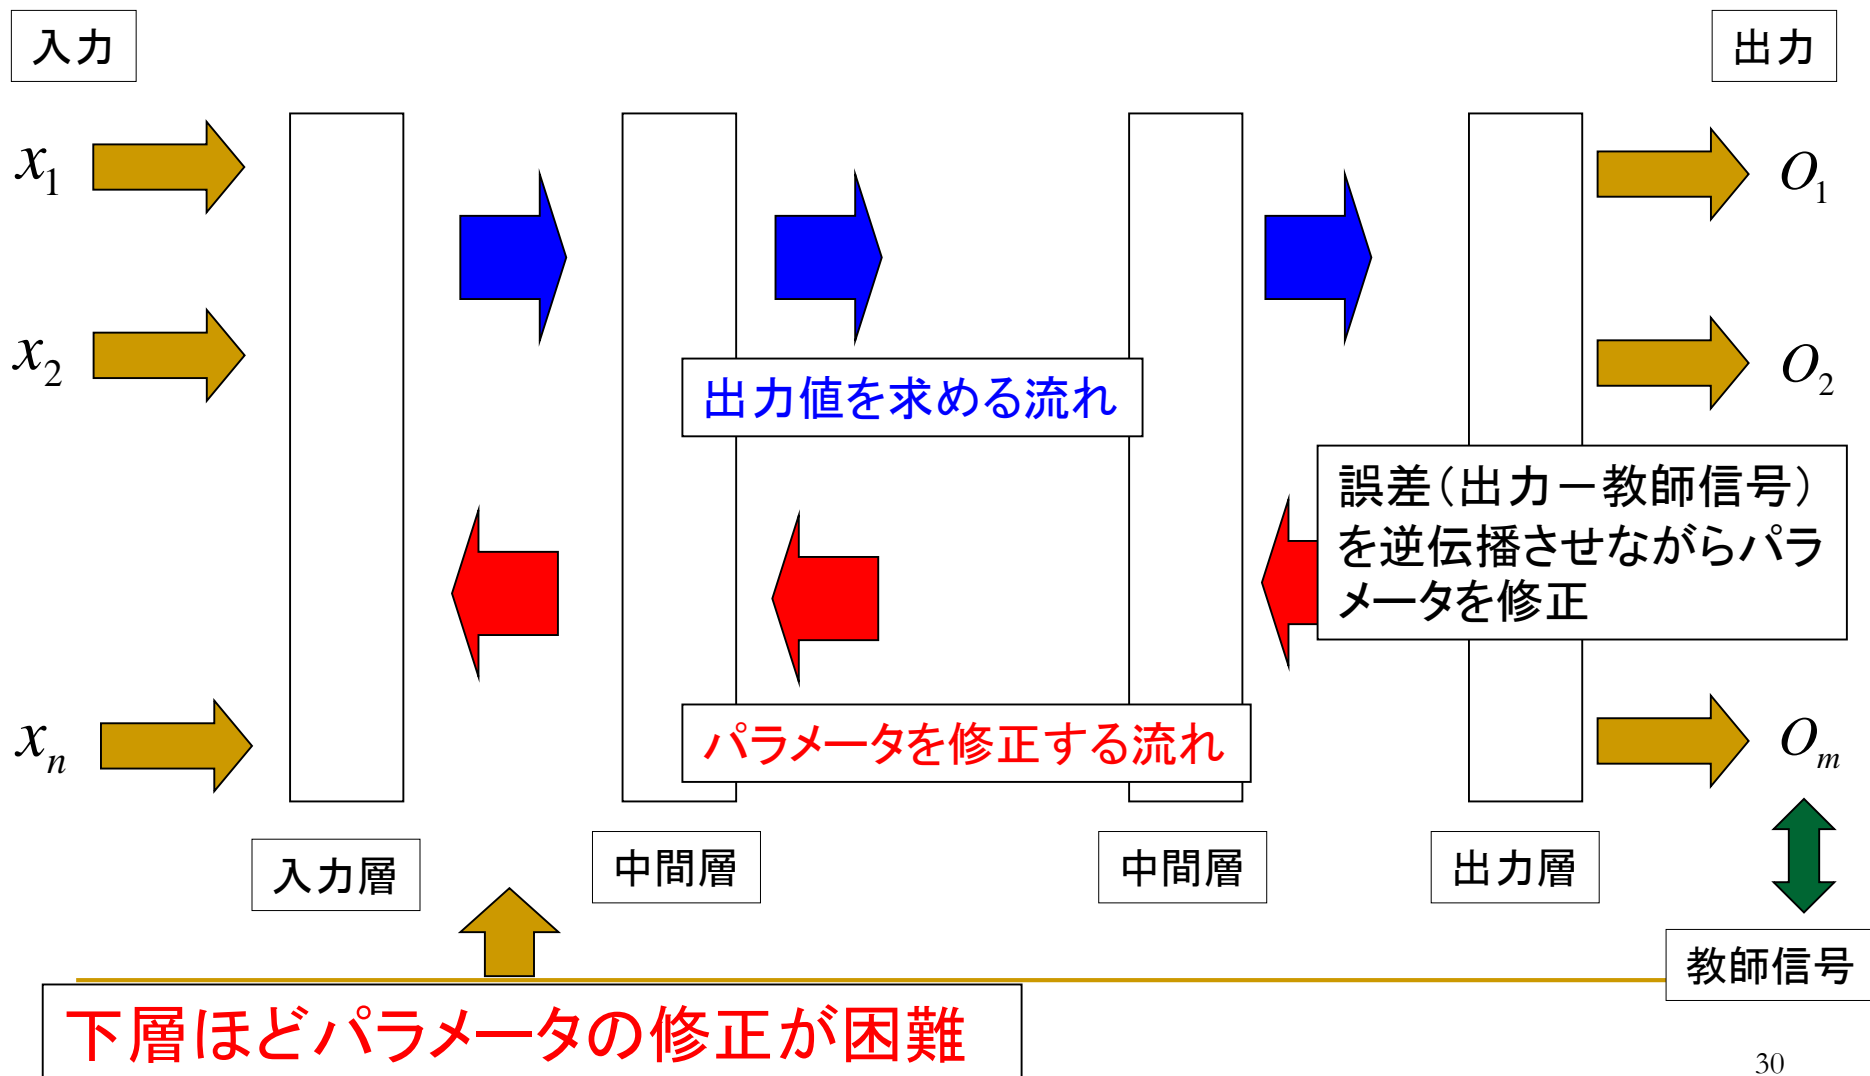 入力
出力
x1
O1
x2
O2
出力値を求める流れ
誤差(出力－教師信号)
を逆伝播させながらパラ
メータを修正
パラメータを修正する流れ
xn
Om
入力層
中間層
中間層
出力層
教師信号
下層ほどパラメータの修正が困難
30